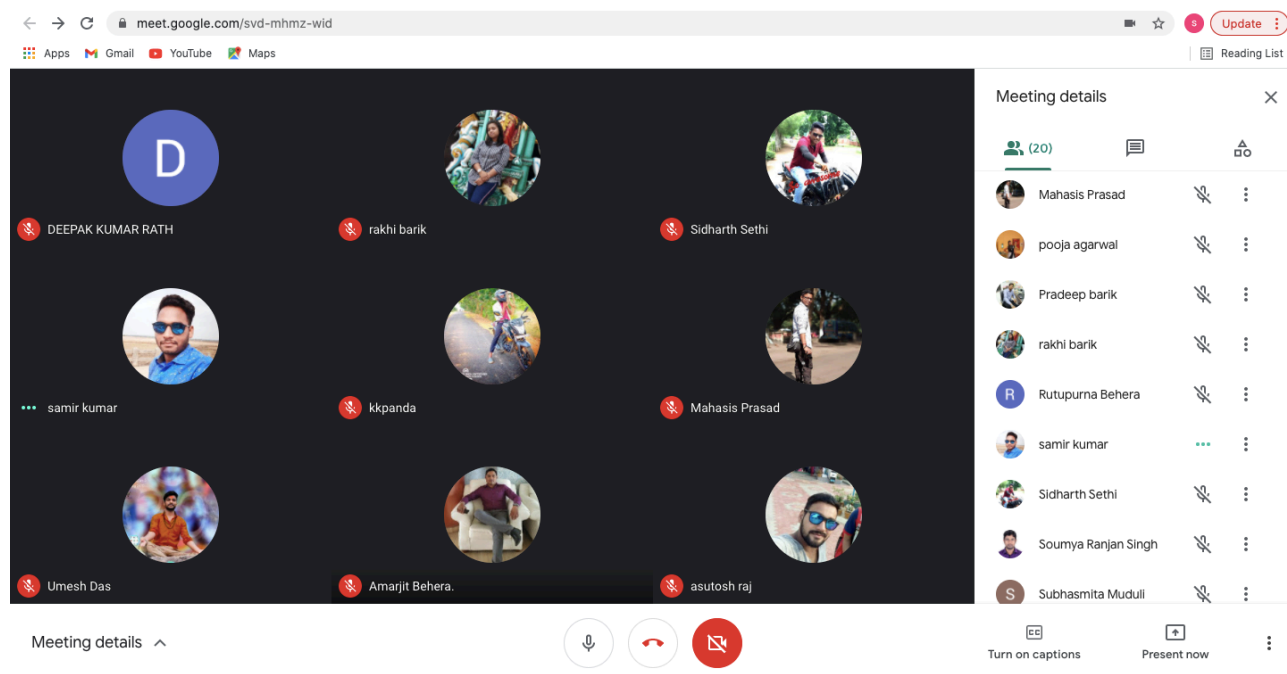 meet.google.com/svd-mhmz-wid
S
Update
Apps
Gmail
YouTube
Maps
Reading List
Meeting details
(20)
D
DEEPAK KUMAR RATH
rakhi barik
Sidharth Sethi
samir kumar
kkpanda
Mahasis Prasad
Umesh Das
Amarjit Behera.
asutosh raj
Mahasis Prasad
pooja agarwal
Pradeep barik
rakhi barik
R
Rutupurna Behera
samir kumar
Sidharth Sethi
Soumya Ranjan Singh
S
Subhasmita Muduli
Meeting details
CC
Turn on captions
Present now